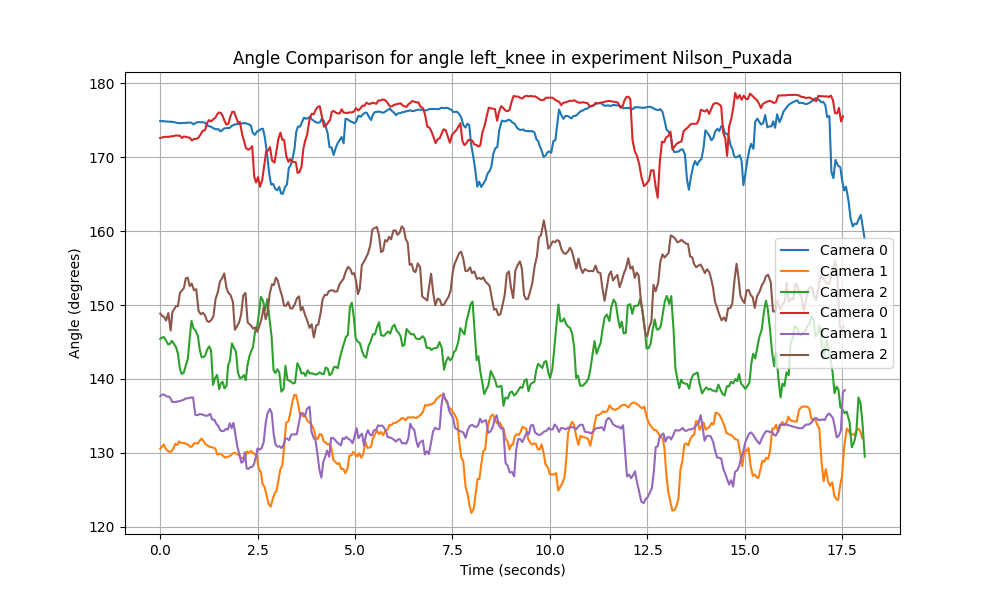 Angle Comparison for angle left_knee in experiment Nilson_Puxada
180
170
160
150
140
130
120
Angle (degrees)
Camera 0
Camera 1
Camera 2
Camera 0
Camera 1
Camera 2
0.0 2.5 5.0 7.5 10.0 12.5 15.0 17.5
Time (seconds)